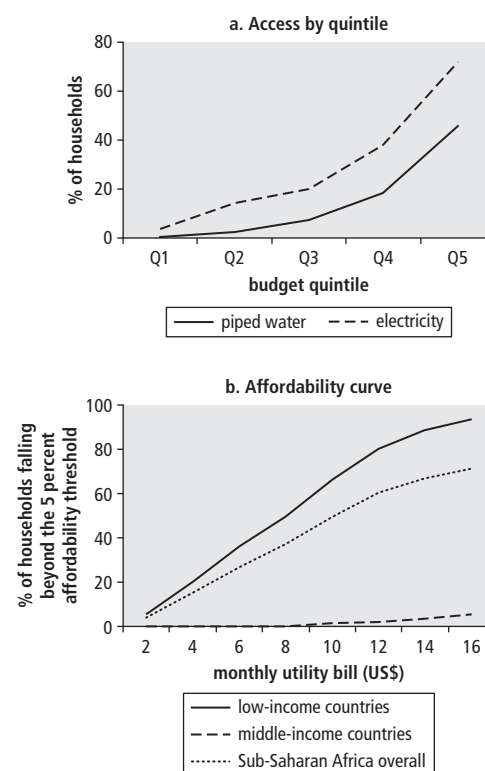 a. Access by quintile
80
60
40
20
0
% of households
Q1 Q2 Q3 Q4 Q5
budget quintile
piped water electricity
b. Affordability curve
100
80
60
40
20
0
% of households falling
beyond the 5 percent
affordability threshold
2 4 6 8 10 12 14 16
monthly utility bill (US$)
low-income countries
middle-income countries
Sub-Saharan Africa overall